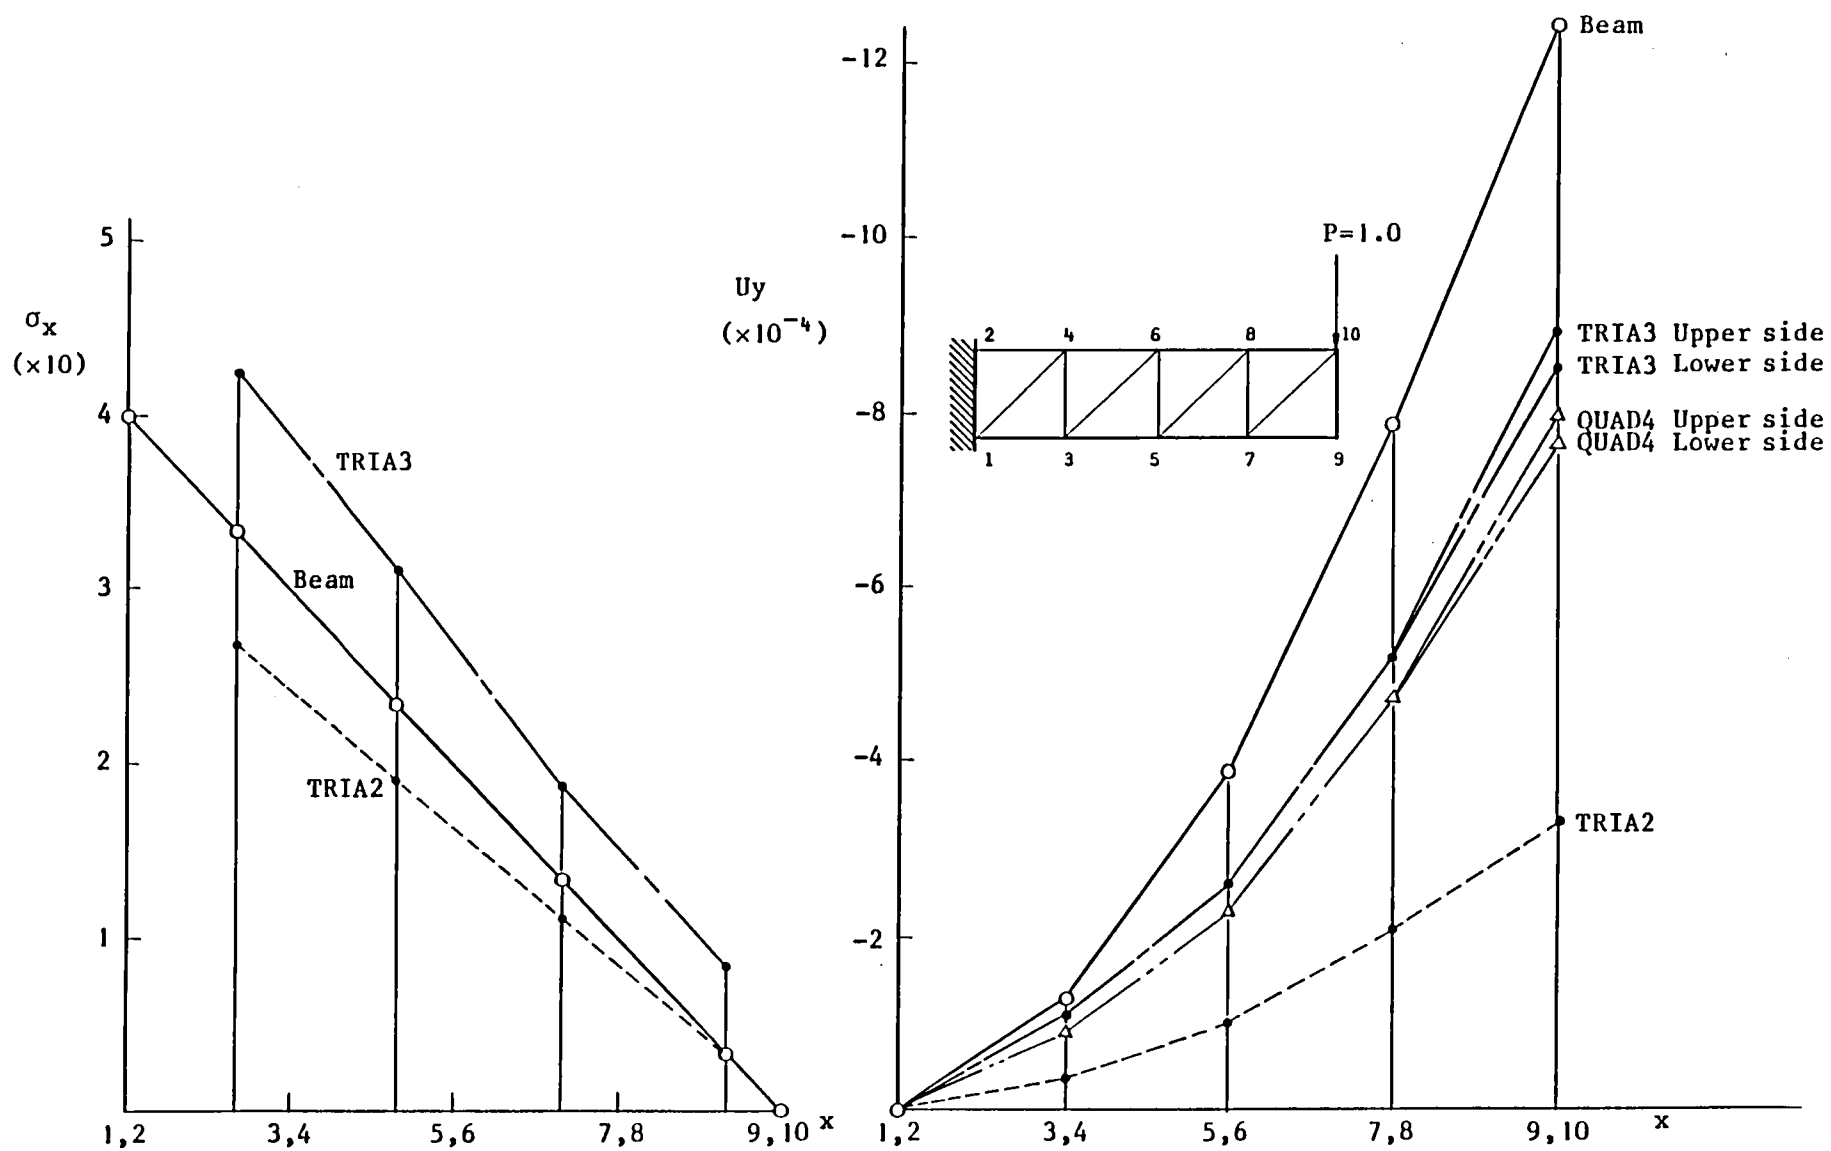 σx
(×10)
5
4
3
2
1
TRIA3
Beam
TRIA2
1,2
3,4
5,6
7,8
9,10 x
Uy
(×10⁻⁴)
-12
-10
-8
-6
-4
-2
P=1.0
2
4
6
8
10
1
3
5
7
9
Beam
TRIA3 Upper side
TRIA3 Lower side
QUAD4 Upper side
QUAD4 Lower side
TRIA2
1,2
3,4
5,6
7,8
9,10
x